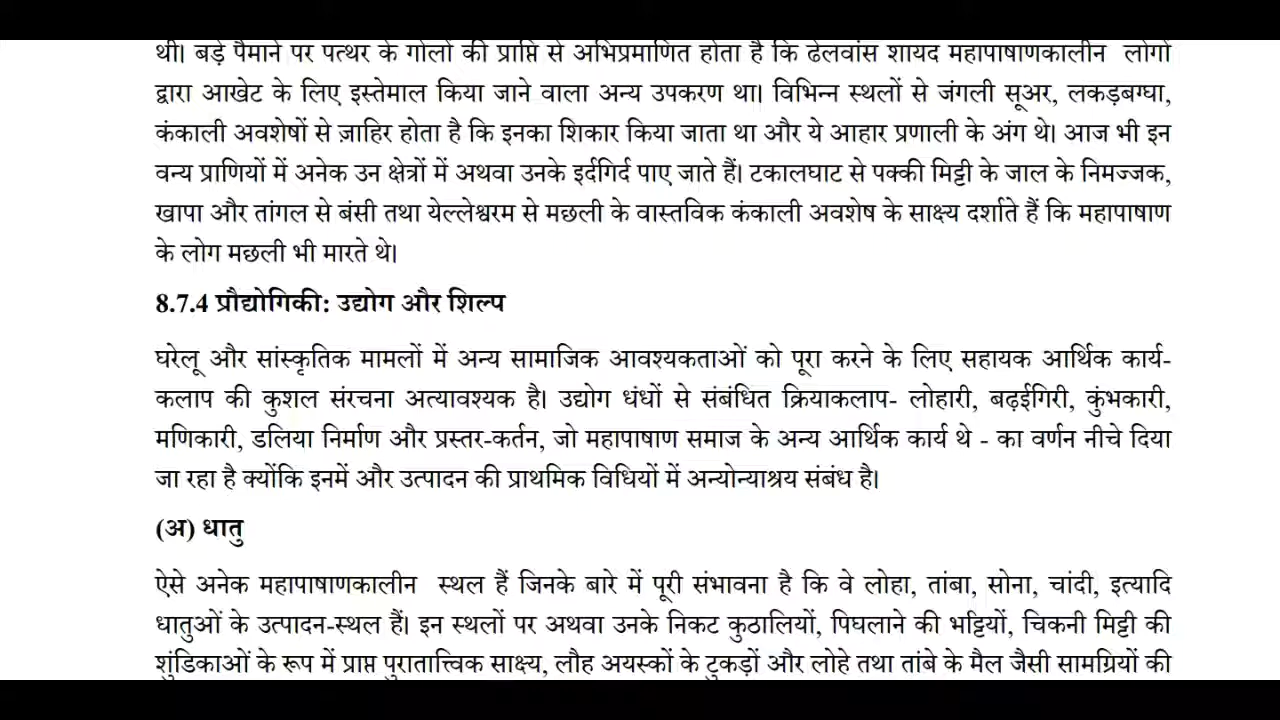 थी। बड़े पैमाने पर पत्थर के गोलों की प्राप्ति से अभिप्रमाणित होता है कि ढेलवांस शायद महापाषाणकालीन लोगों
द्वारा आखेट के लिए इस्तेमाल किया जाने वाला अन्य उपकरण था। विभिन्न स्थलों से जंगली सूअर, लकड़बग्घा,
कंकाली अवशेषों से ज़ाहिर होता है कि इनका शिकार किया जाता था और ये आहार प्रणाली के अंग थे। आज भी इन
वन्य प्राणियों में अनेक उन क्षेत्रों में अथवा उनके इर्दगिर्द पाए जाते हैं। टकालघाट से पक्की मिट्टी के जाल के निमज्जक,
खापा और तांगल से बंसी तथा येल्लेश्वरम से मछली के वास्तविक कंकाली अवशेष के साक्ष्य दर्शाते हैं कि महापाषाण
के लोग मछली भी मारते थे।
8.7.4 प्रौद्योगिकी: उद्योग और शिल्प
घरेलू और सांस्कृतिक मामलों में अन्य सामाजिक आवश्यकताओं को पूरा करने के लिए सहायक आर्थिक कार्य-
कलाप की कुशल संरचना अत्यावश्यक है। उद्योग धंधों से संबंधित क्रियाकलाप- लोहारी, बढ़ईगिरी, कुंभकारी,
मणिकारी, डलिया निर्माण और प्रस्तर-कर्तन, जो महापाषाण समाज के अन्य आर्थिक कार्य थे - का वर्णन नीचे दिया
जा रहा है क्योंकि इनमें और उत्पादन की प्राथमिक विधियों में अन्योन्याश्रय संबंध है।
(अ) धातु
ऐसे अनेक महापाषाणकालीन स्थल हैं जिनके बारे में पूरी संभावना है कि वे लोहा, तांबा, सोना, चांदी, इत्यादि
धातुओं के उत्पादन-स्थल हैं। इन स्थलों पर अथवा उनके निकट कुठालियों, पिघलाने की भट्टियों, चिकनी मिट्टी की
शुंडिकाओं के रूप में प्राप्त पुरातात्त्विक साक्ष्य, लौह अयस्कों के टुकड़ों और लोहे तथा तांबे के मैल जैसी सामग्रियों की